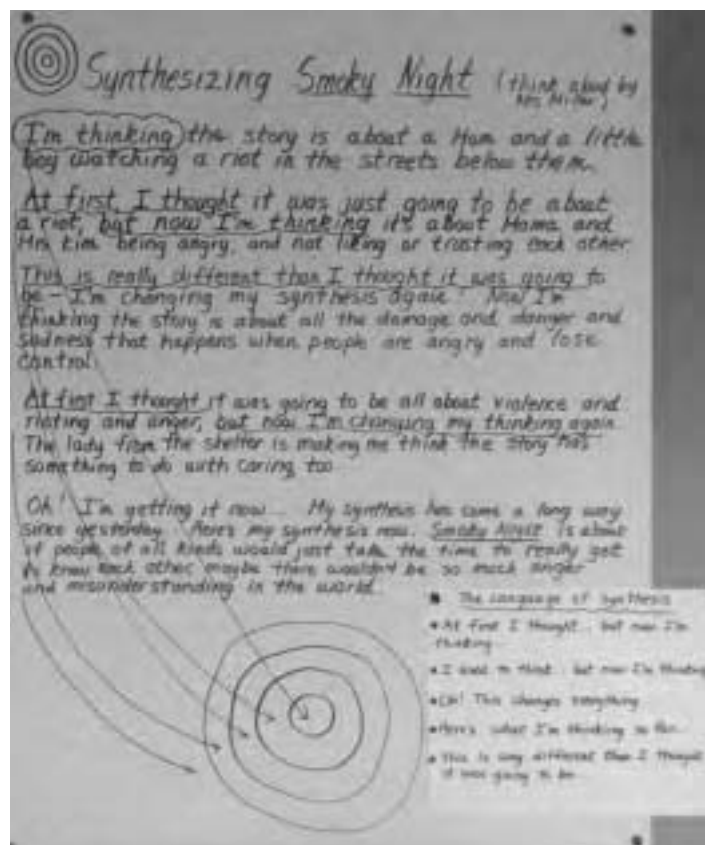 Synthesizing Smoky Night (think aloud by
Mrs Miller)
I'm thinking the story is about a Mom and a little
boy watching a riot in the streets below them.
At first, I thought it was just going to be about
a riot, but now I'm thinking it's about Mama and
Mrs Kim being angry, and not liking or trusting each other.
This is really different than I thought it was going to
be - I'm changing my synthesis again! Now I'm
thinking the story is about all the damage and danger and
sadness that happens when people are angry and lose
control.
At first I thought it was going to be all about violence and
rioting and anger, but now I'm changing my thinking again.
The lady from the shelter is making me think the story has
something to do with caring too.
Oh! I'm getting it now... My synthesis has come a long way
since yesterday. Here's my synthesis now. Smoky Night is about
if people of all kinds would just take the time to really get
to know each other maybe there wouldn't be so much anger
and misunderstanding in the world.
The Language of Synthesis
• At first I thought... but now I'm
thinking...
• I used to think... but now I'm thinking
• Oh! This changes everything
• Here's what I'm thinking so far...
• This is very different than I thought
it was going to be...